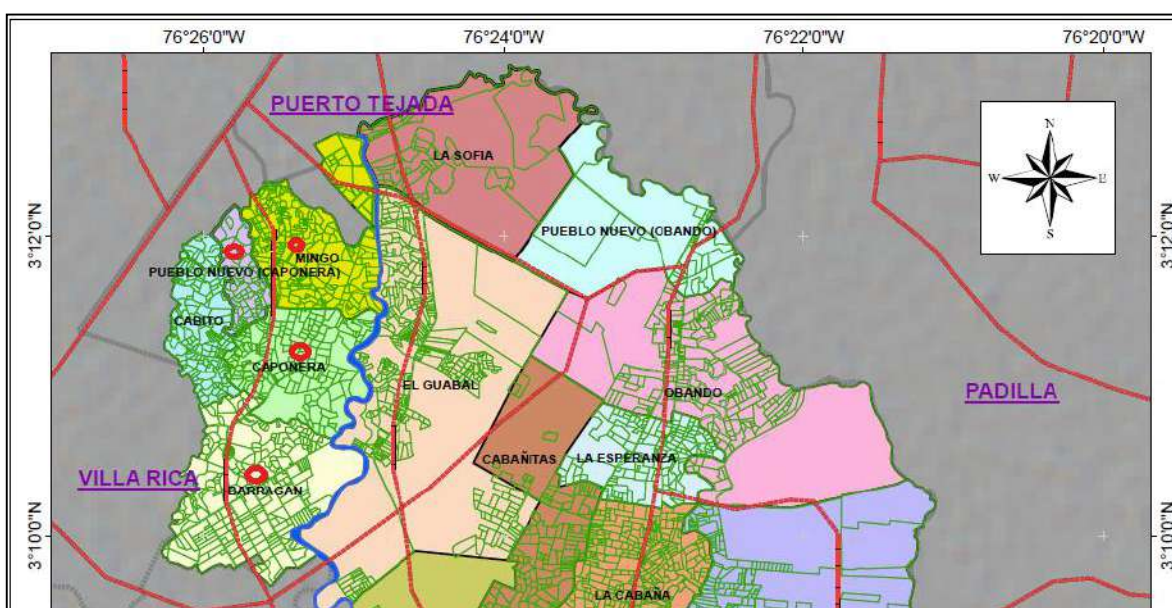 76°26'0"W
76°24'0"W
76°22'0"W
76°20'0"W
PUERTO TEJADA
LA SOFIA
N
W
E
S
3°12'0"N
3°12'0"N
PUEBLO NUEVO (OBANDO)
MINGO
PUEBLO NUEVO (CAPONERA)
CABITO
CAPONERA
EL GUABAL
OBANDO
PADILLA
CABAÑITAS
LA ESPERANZA
VILLA RICA
BARRAGAN
3°10'0"N
3°10'0"N
LA CABAÑA